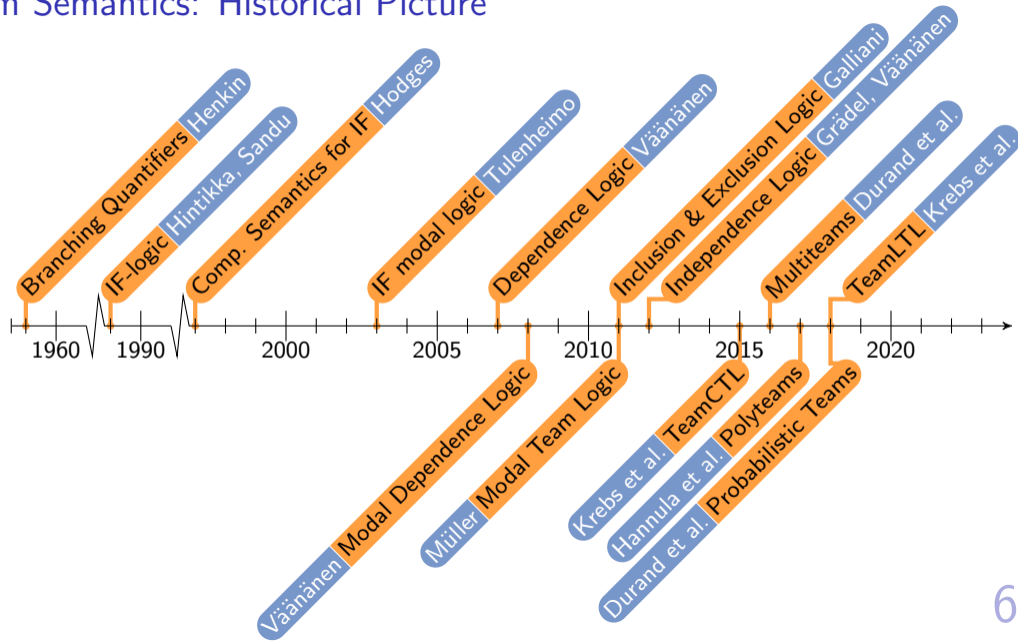 m Semantics: Historical Picture
Branching Quantifiers Henkin
IF-logic Hintikka, Sandu
Comp. Semantics for IF Hodges
IF modal logic Tulenheimo
Dependence Logic Väänänen
Inclusion & Exclusion Logic Galliani
Independence Logic Grädel, Väänänen
Multiteams Durand et al.
TeamLTL Krebs et al.
1960 1990 2000 2005 2010 2015 2020
Väänänen Modal Dependence Logic
Müller Modal Team Logic
Krebs et al. TeamCTL
Hannula et al. Polyteams
Durand et al. Probabilistic Teams
6